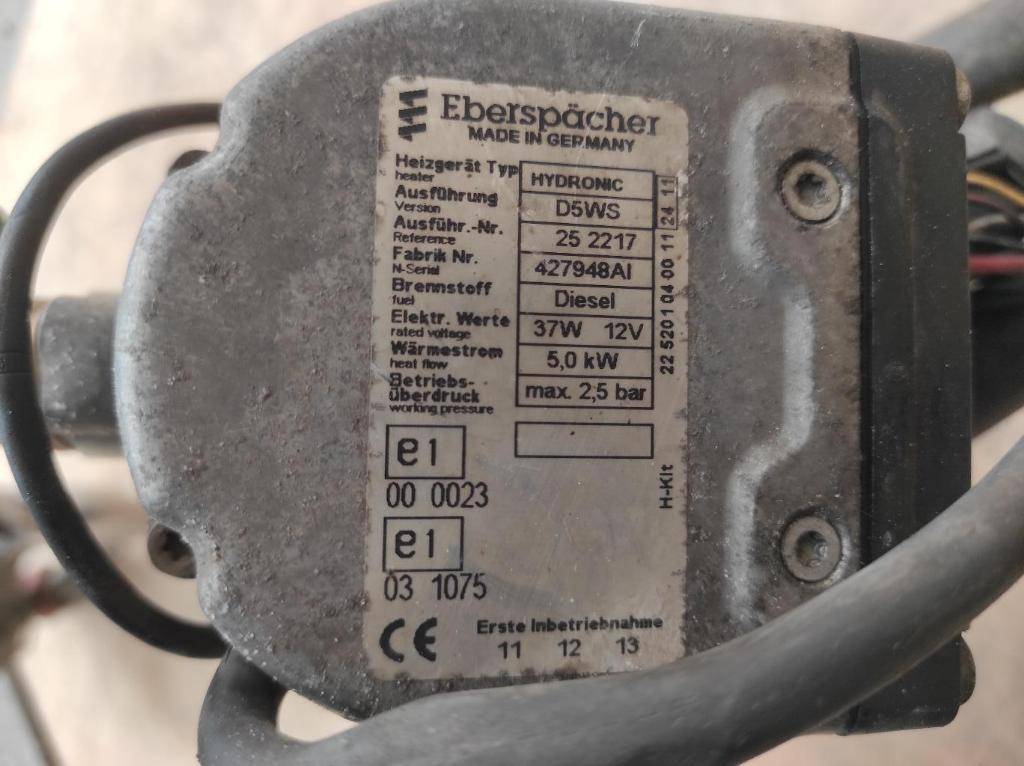 Eberspächer
MADE IN GERMANY
Heizgerät Typ HYDRONIC
heater
Ausführung D5WS
Version
Ausführ.-Nr. 25 2217
Reference
Fabrik Nr. 427948AI
N-Serial
Brennstoff Diesel
fuel
Elektr. Werte 37W 12V
rated voltage
Wärmestrom 5,0 kW
heat flow
Betriebs-
überdruck max. 2,5 bar
working pressure
22 5201 04 00 11 24 11
e1
00 0023
H-Kit
e1
03 1075
CE
Erste Inbetriebnahme
11 12 13